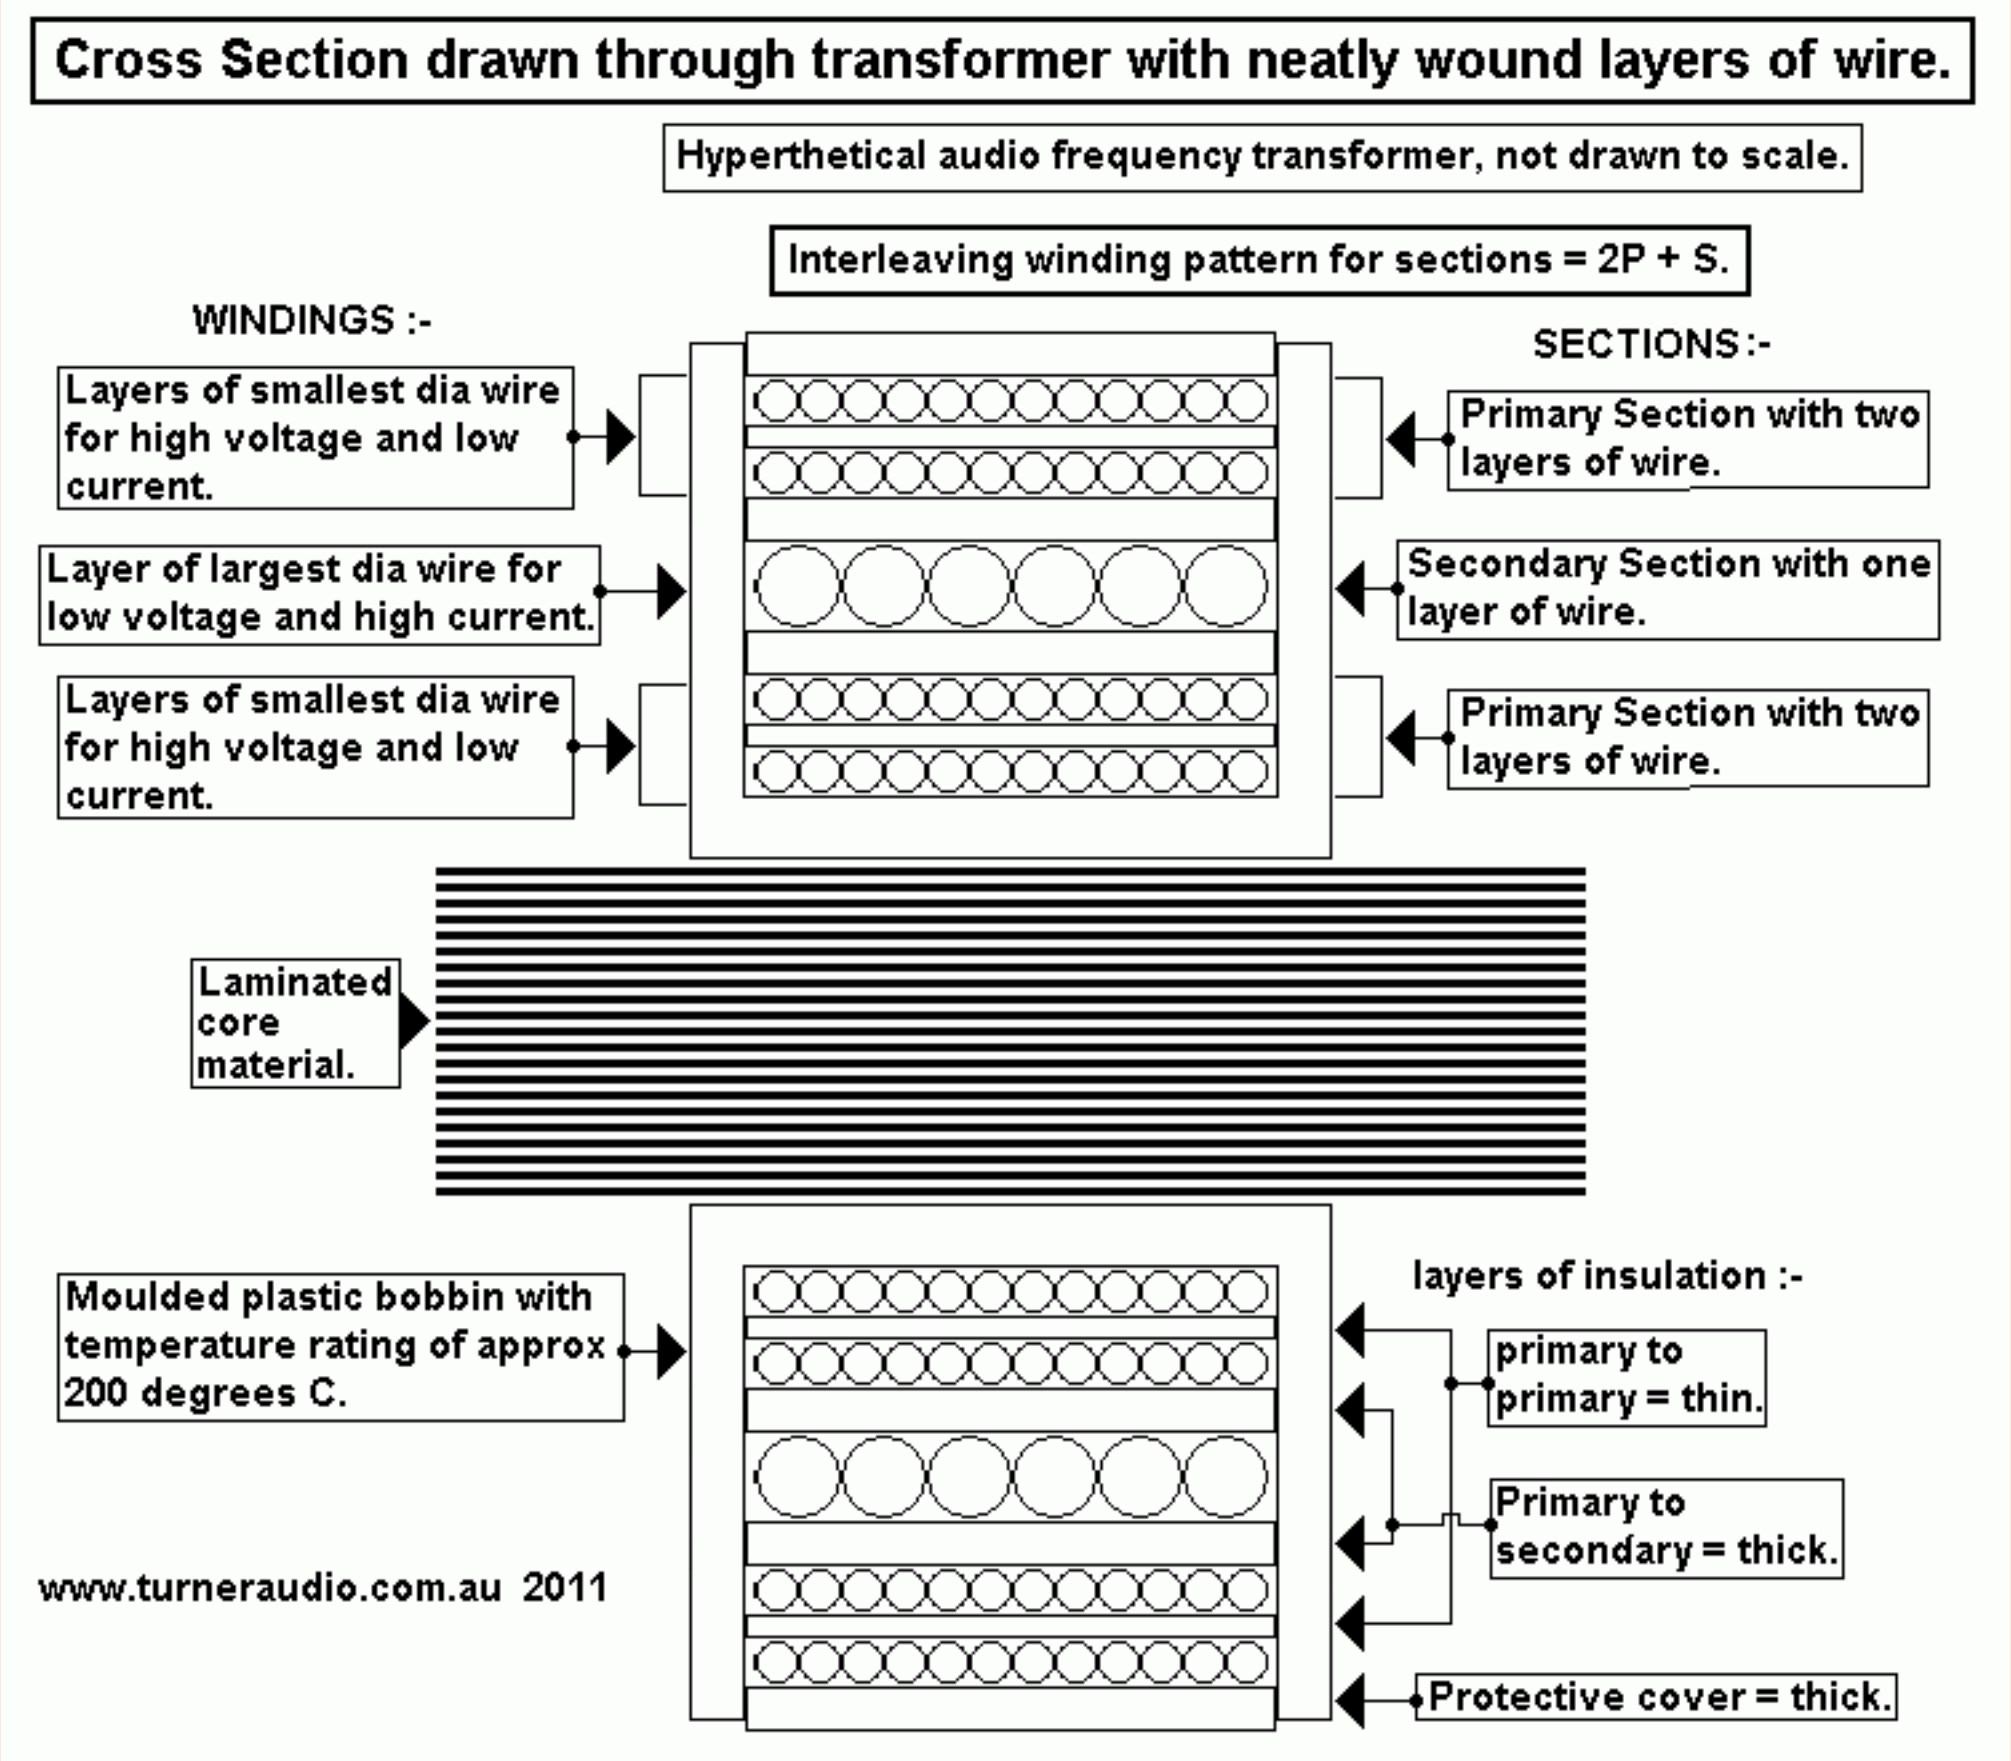 Cross Section drawn through transformer with neatly wound layers of wire.
Hyperthetical audio frequency transformer, not drawn to scale.
Interleaving winding pattern for sections = 2P + S.
WINDINGS :-
Layers of smallest dia wire
for high voltage and low
current.
Layer of largest dia wire for
low voltage and high current.
Layers of smallest dia wire
for high voltage and low
current.
SECTIONS :-
Primary Section with two
layers of wire.
Secondary Section with one
layer of wire.
Primary Section with two
layers of wire.
Laminated
core
material.
Moulded plastic bobbin with
temperature rating of approx
200 degrees C.
layers of insulation :-
primary to
primary = thin.
Primary to
secondary = thick.
Protective cover = thick.
www.turneraudio.com.au 2011